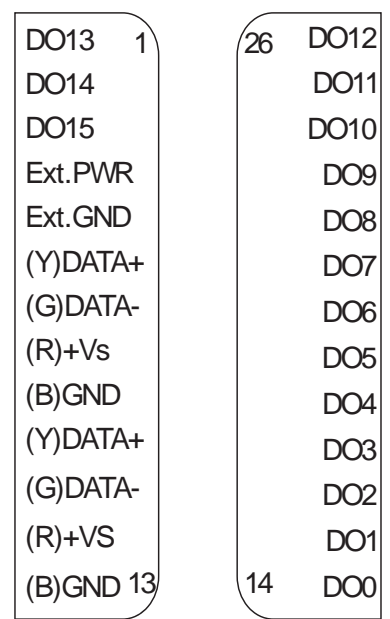 DO13 1
DO14
DO15
Ext.PWR
Ext.GND
(Y)DATA+
(G)DATA-
(R)+Vs
(B)GND
(Y)DATA+
(G)DATA-
(R)+VS
(B)GND 13
26 DO12
DO11
DO10
DO9
DO8
DO7
DO6
DO5
DO4
DO3
DO2
DO1
14 DO0